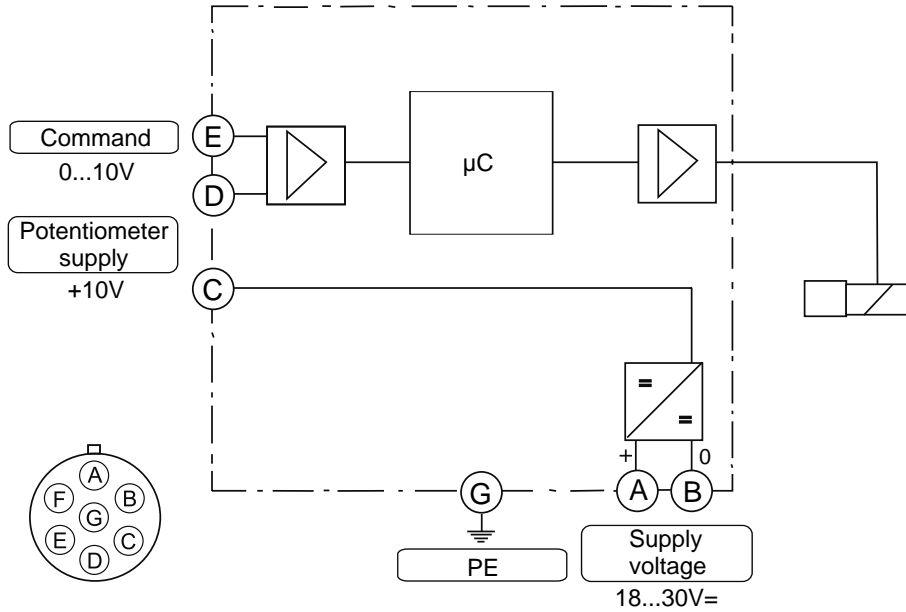 E
Command
0...10V
D
µC
Potentiometer
supply
+10V
C
=
=
+
0
A
B
G
PE
Supply
voltage
18...30V=
A
F
B
G
E
C
D